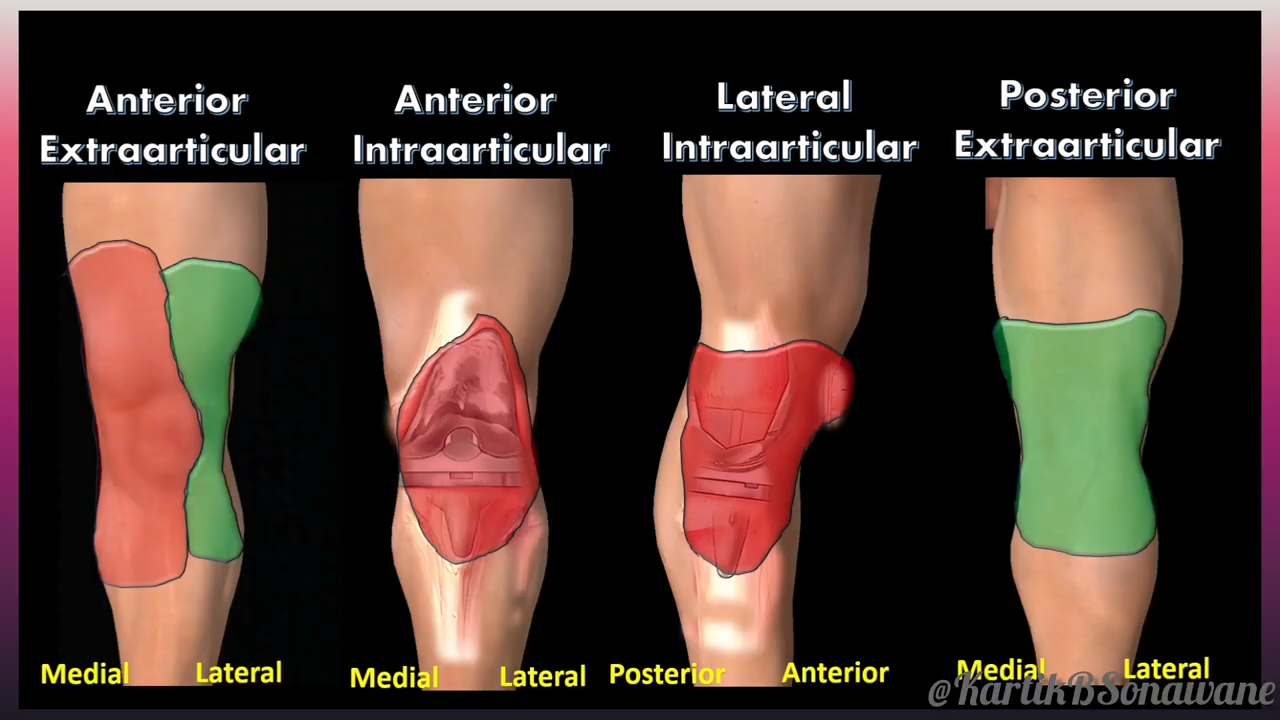 Anterior
Extraarticular
Anterior
Intraarticular
Lateral
Intraarticular
Posterior
Extraarticular
Medial Lateral
Medial Lateral
Posterior Anterior
Medial Lateral
@KartikBSonawane